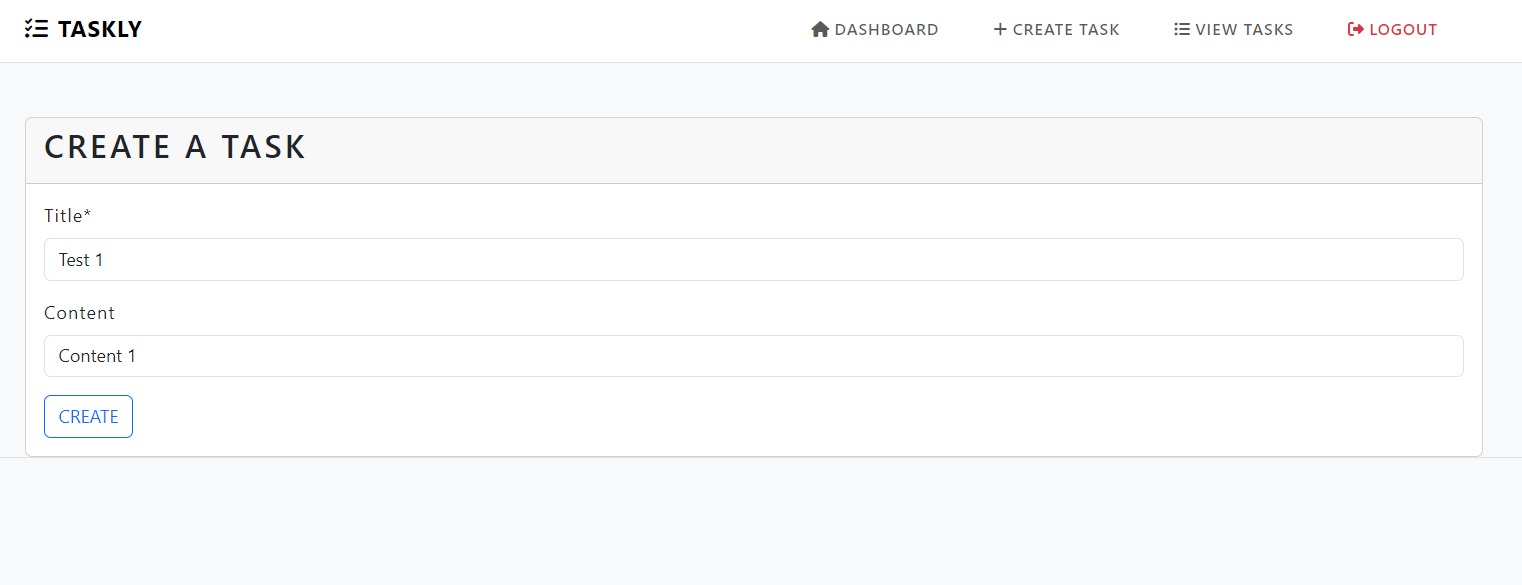 TASKLY
DASHBOARD
CREATE TASK
VIEW TASKS
LOGOUT
CREATE A TASK
Title*
Test 1
Content
Content 1
CREATE